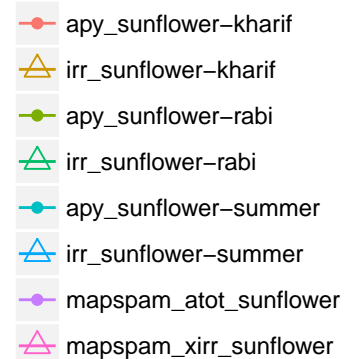 apy_sunflower−kharif
irr_sunflower−kharif
apy_sunflower−rabi
irr_sunflower−rabi
apy_sunflower−summer
irr_sunflower−summer
mapspam_atot_sunflower
mapspam_xirr_sunflower